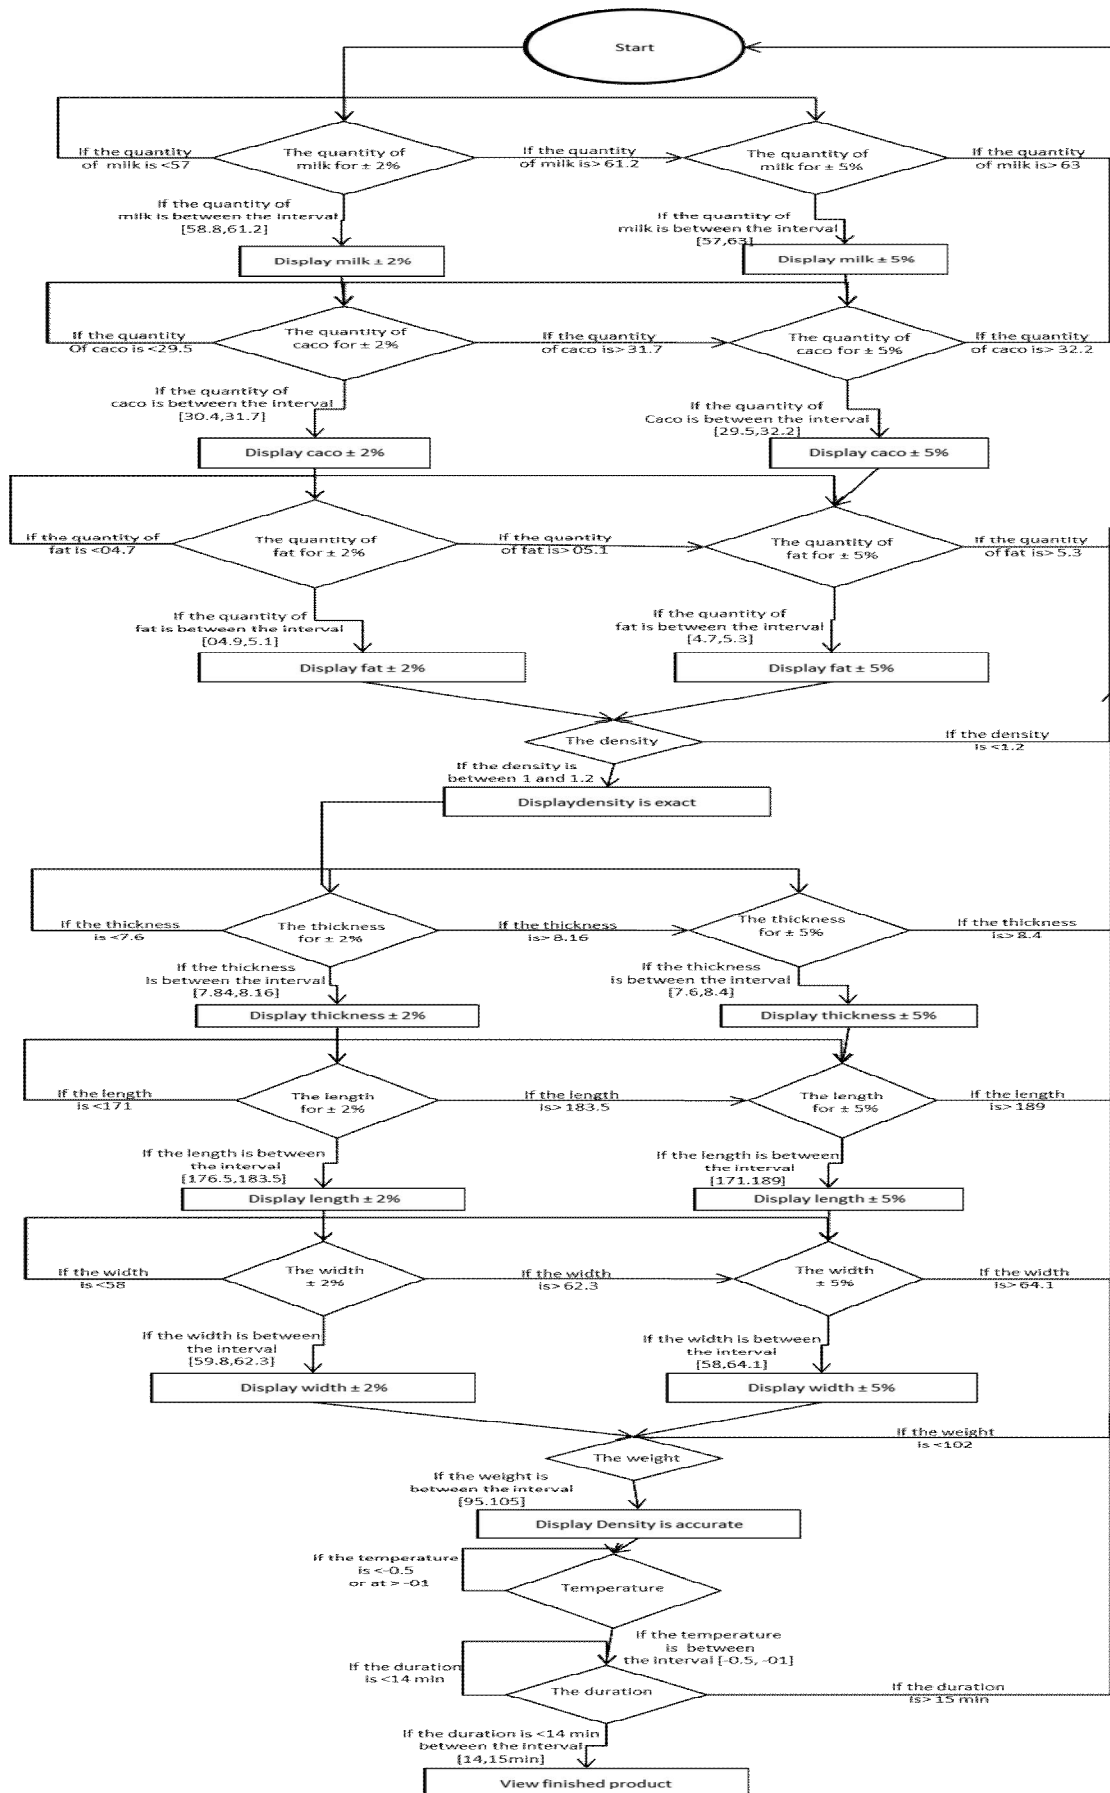 Start
If the quantity
of milk is <57
The quantity of
milk for ± 2%
If the quantity
of milk is> 61.2
The quantity of
milk for ± 5%
If the quantity
of milk is> 63
If the quantity of
milk is between the interval
[58.8,61.2]
If the quantity of
milk is between the interval
[57,63]
Display milk ± 2%
Display milk ± 5%
If the quantity
Of caco is <29.5
The quantity of
caco for ± 2%
If the quantity
of caco is> 31.7
The quantity of
caco for ± 5%
If the quantity
of caco is> 32.2
If the quantity of
caco is between the interval
[30.4,31.7]
If the quantity of
Caco is between the interval
[29.5,32.2]
Display caco ± 2%
Display caco ± 5%
If the quantity of
fat is <04.7
The quantity of
fat for ± 2%
If the quantity
of fat is> 05.1
The quantity of
fat for ± 5%
If the quantity
of fat is> 5.3
If the quantity of
fat is between the interval
[04.9,5.1]
If the quantity of
fat is between the interval
[4.7,5.3]
Display fat ± 2%
Display fat ± 5%
The density
If the density
is <1.2
If the density is
between 1 and 1.2
Displaydensity is exact
If the thickness
is <7.6
The thickness
for ± 2%
If the thickness
is> 8.16
The thickness
for ± 5%
If the thickness
is> 8.4
If the thickness
is between the interval
[7.84,8.16]
If the thickness
is between the interval
[7.6,8.4]
Display thickness ± 2%
Display thickness ± 5%
If the length
is <171
The length
for ± 2%
If the length
is> 183.5
The length
for ± 5%
If the length
is> 189
If the length is between
the interval
[176.5,183.5]
If the length is between
the interval
[171.189]
Display length ± 2%
Display length ± 5%
If the width
is <58
The width
± 2%
If the width
is> 62.3
The width
± 5%
If the width
is> 64.1
If the width is between
the interval
[59.8,62.3]
If the width is between
the interval
[58,64.1]
Display width ± 2%
Display width ± 5%
If the weight
is <102
The weight
If the weight is
between the interval
[95.105]
Display Density is accurate
If the temperature
is <-0.5
or at > -01
Temperature
If the temperature
is between
the interval [-0.5, -01]
If the duration
is <14 min
The duration
If the duration
is> 15 min
If the duration is <14 min
between the interval
[14,15min]
View finished product